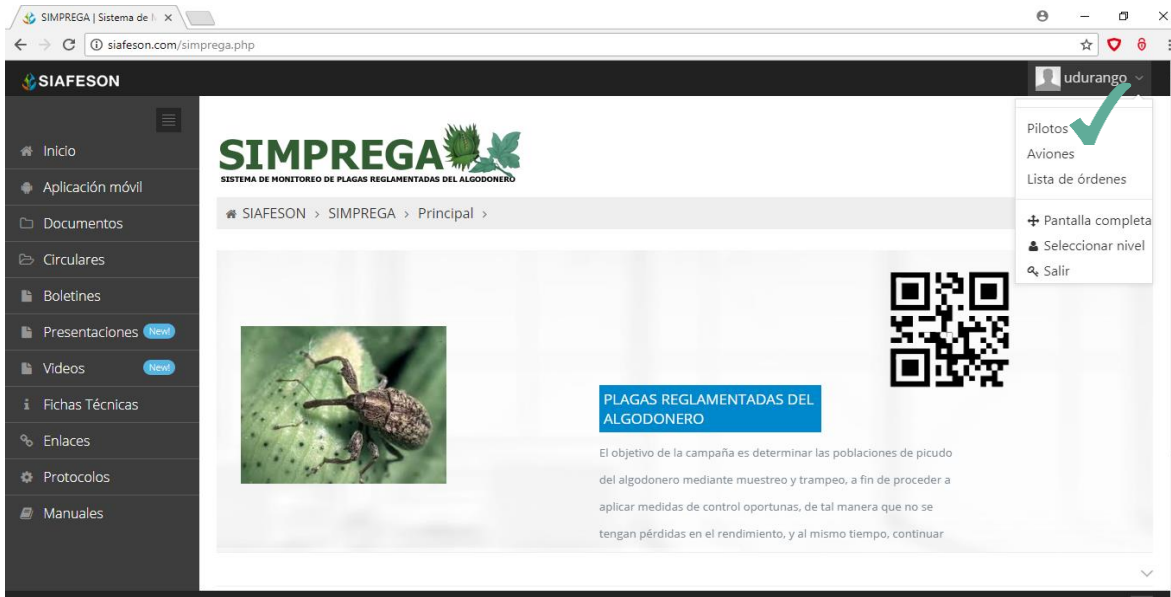 SIMPREGA | Sistema de
siafeson.com/simprega.php
SIAFESON
udurango
Pilotos
Aviones
Lista de órdenes
Pantalla completa
Seleccionar nivel
Salir
Inicio
Aplicación móvil
Documentos
Circulares
Boletines
Presentaciones New!
Videos New!
Fichas Técnicas
Enlaces
Protocolos
Manuales
SIMPREGA
SISTEMA DE MONITOREO DE PLAGAS REGLAMENTADAS DEL ALGODONERO
SIAFESON > SIMPREGA > Principal >
PLAGAS REGLAMENTADAS DEL
ALGODONERO
El objetivo de la campaña es determinar las poblaciones de picudo
del algodonero mediante muestreo y trampeo, a fin de proceder a
aplicar medidas de control oportunas, de tal manera que no se
tengan pérdidas en el rendimiento, y al mismo tiempo, continuar